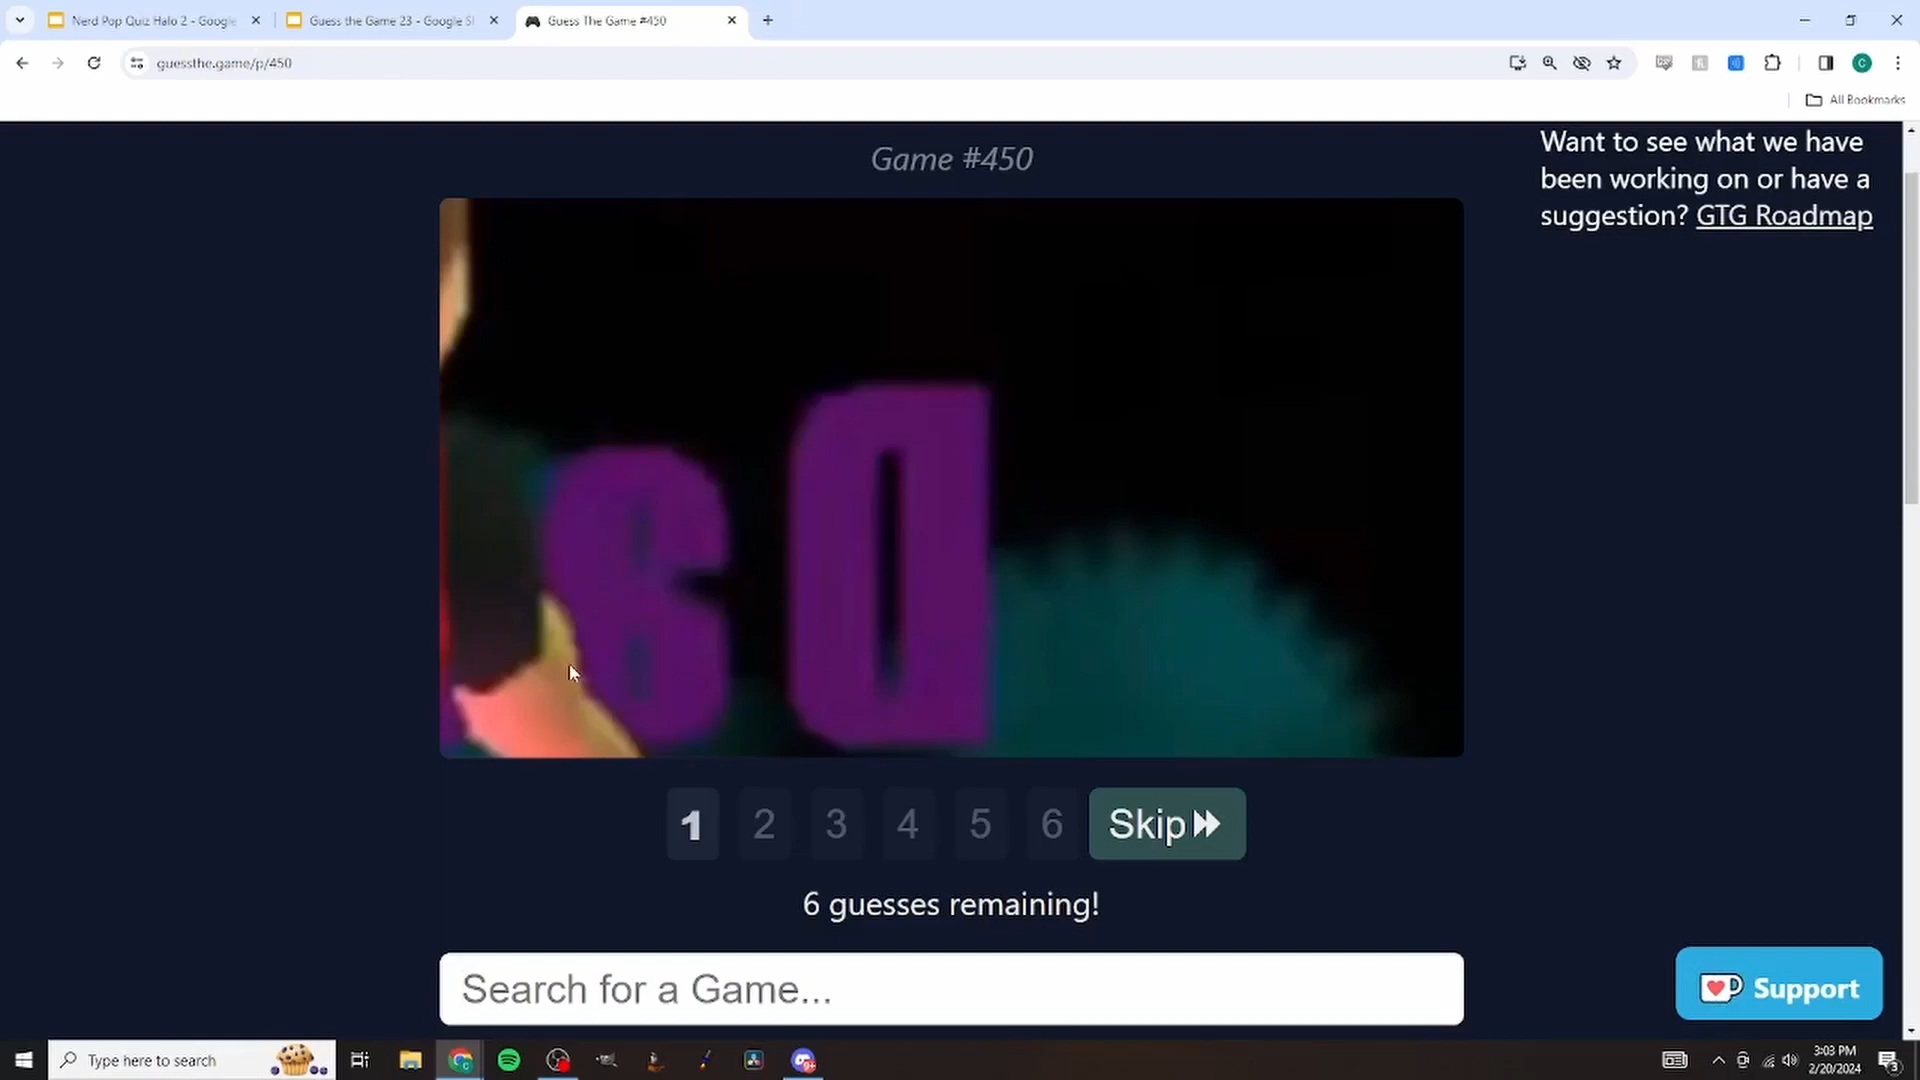 Nerd Pop Quiz Halo 2 - Google
Guess the Game 23 - Google Sl
Guess The Game #450
guessthe.game/p/450
C
All Bookmarks
Game #450
Want to see what we have
been working on or have a
suggestion? GTG Roadmap
1 2 3 4 5 6 Skip
6 guesses remaining!
Search for a Game...
Support
Type here to search
3:03 PM
2/20/2024
3